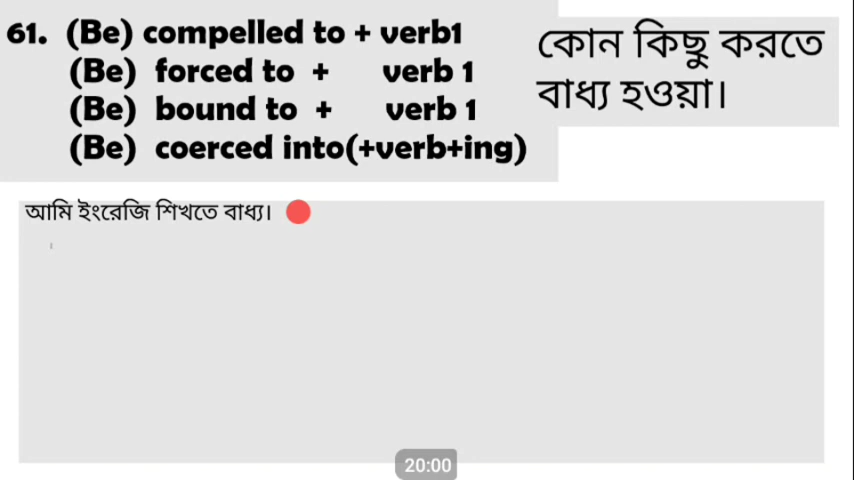 61. (Be) compelled to + verb1
(Be) forced to + verb 1
(Be) bound to + verb 1
(Be) coerced into(+verb+ing)
কোন কিছু করতে
বাধ্য হওয়া।
আমি ইংরেজি শিখতে বাধ্য।
20:00